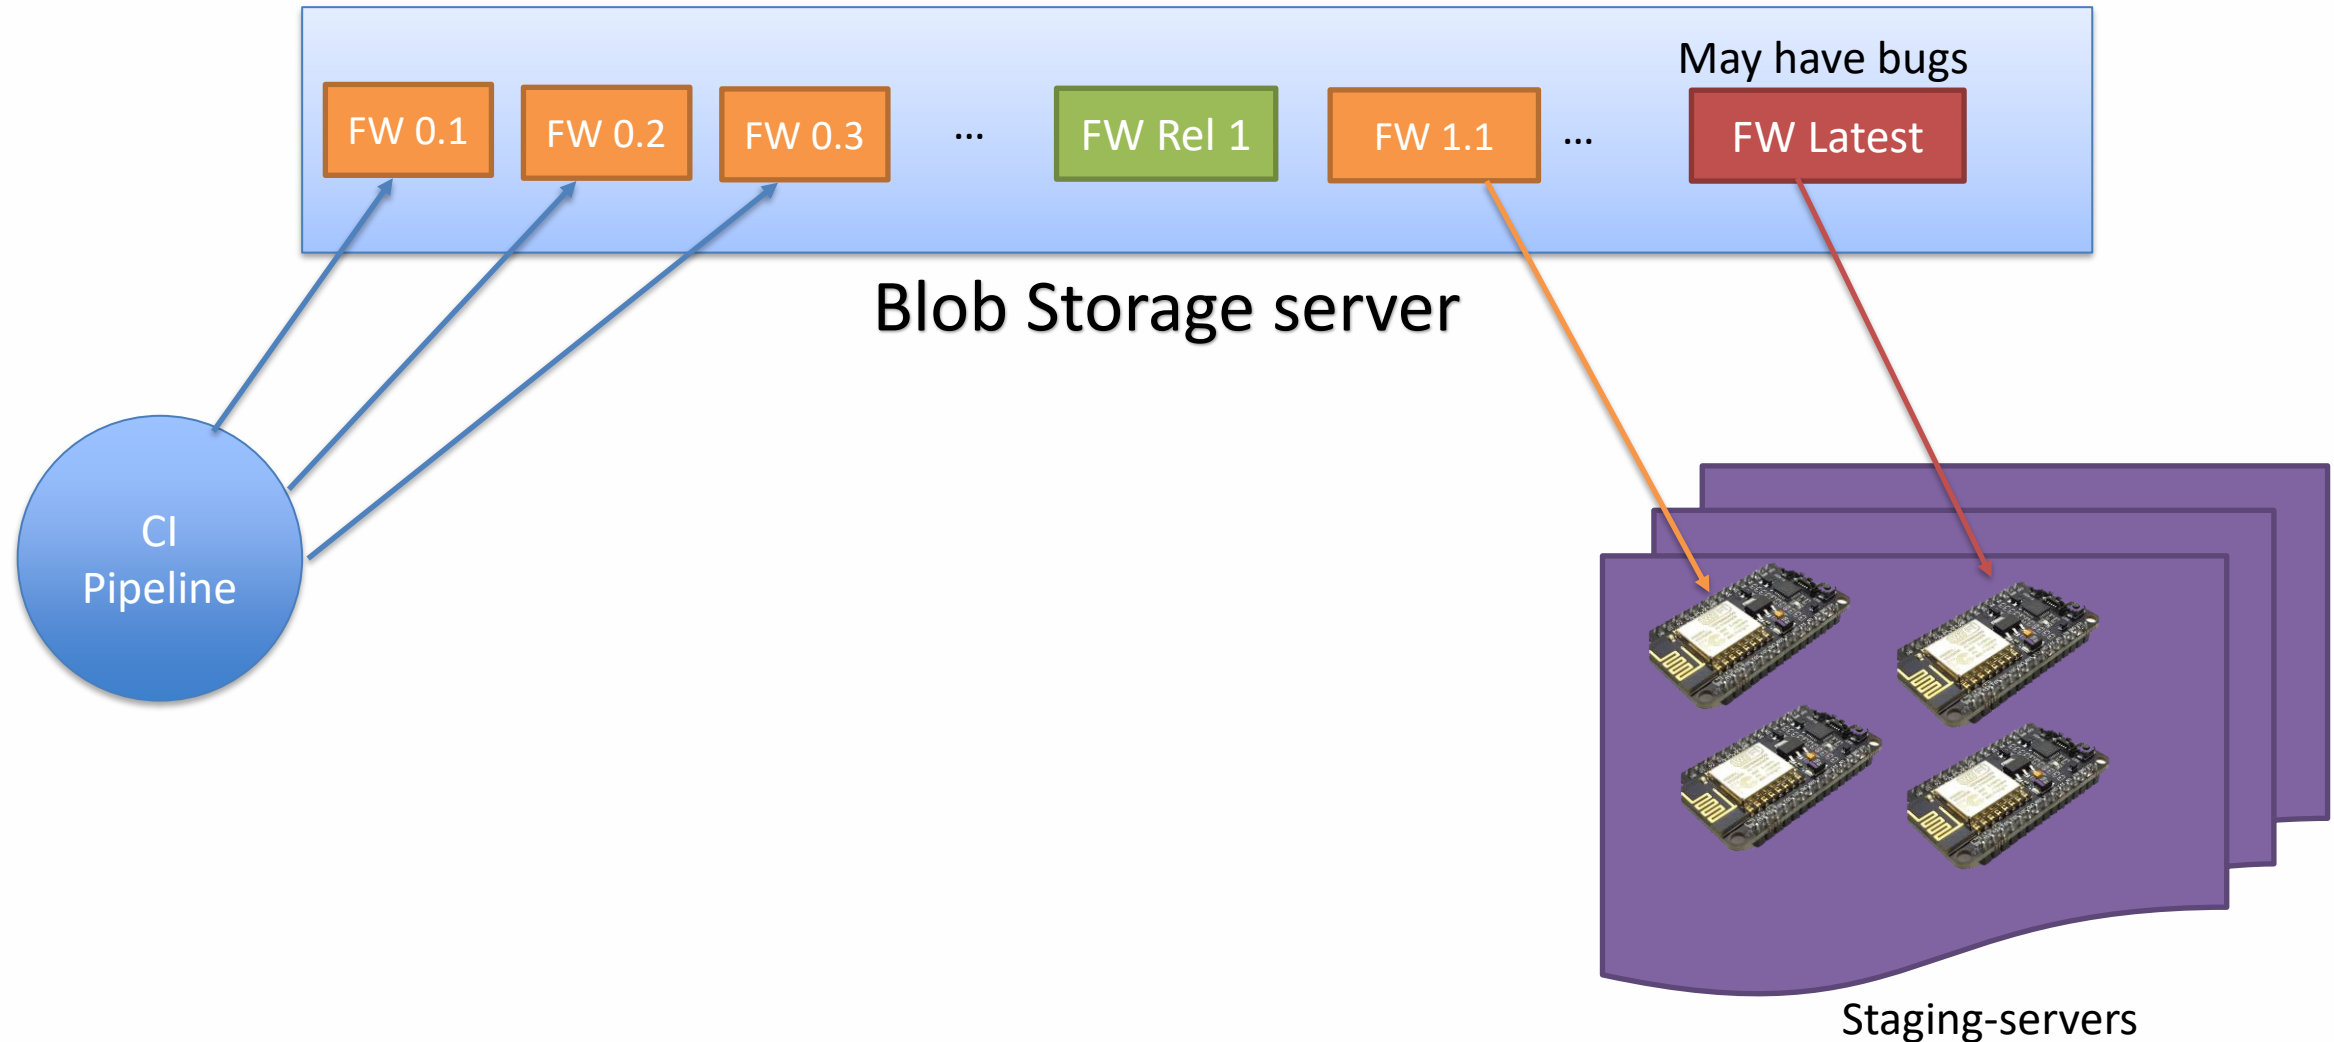 May have bugs
FW 0.1
FW 0.2
FW 0.3
...
FW Rel 1
FW 1.1
...
FW Latest
Blob Storage server
CI
Pipeline
Staging-servers